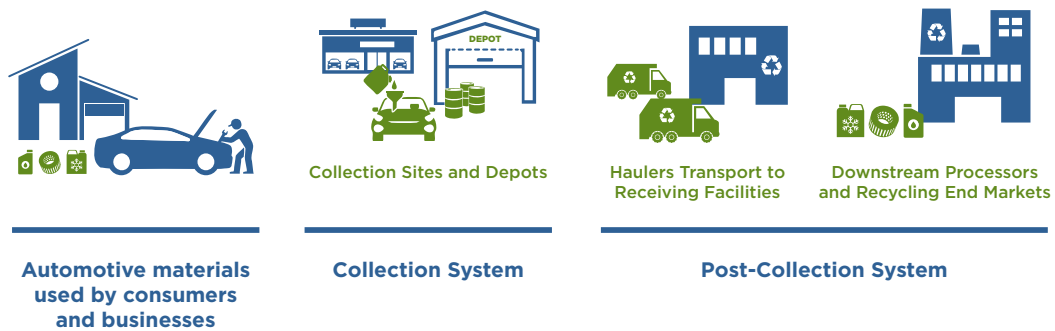 DEPOT
Collection Sites and Depots
Haulers Transport to
Receiving Facilities
Downstream Processors
and Recycling End Markets
Automotive materials
used by consumers
and businesses
Collection System
Post-Collection System